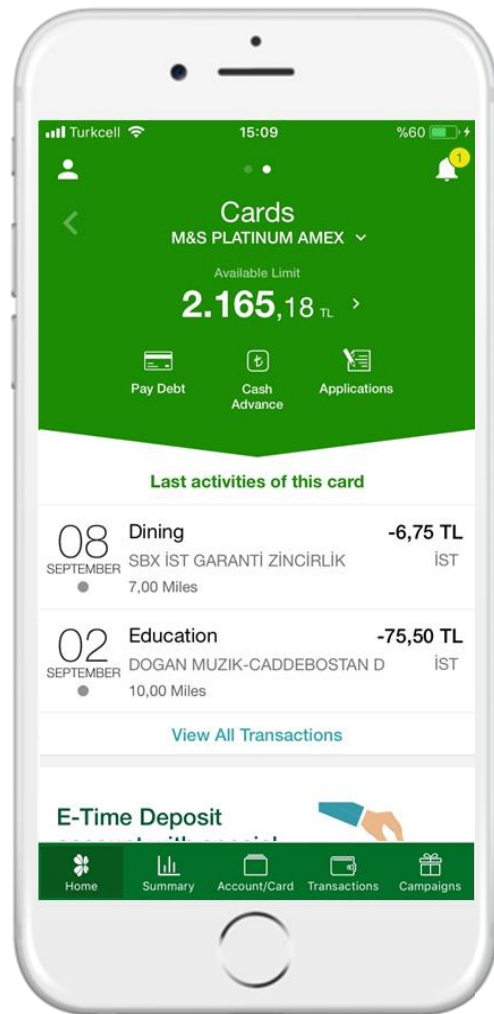 Turkcell 15:09 %60
1
Cards
M&S PLATINUM AMEX
Available Limit
2.165,18 TL
Pay Debt Cash Advance Applications
Last activities of this card
08 Dining -6,75 TL
SEPTEMBER SBX İST GARANTİ ZİNCİRLİK İST
7,00 Miles
02 Education -75,50 TL
SEPTEMBER DOGAN MUZIK-CADDEBOSTAN D İST
10,00 Miles
View All Transactions
E-Time Deposit
account with special
Home Summary Account/Card Transactions Campaigns